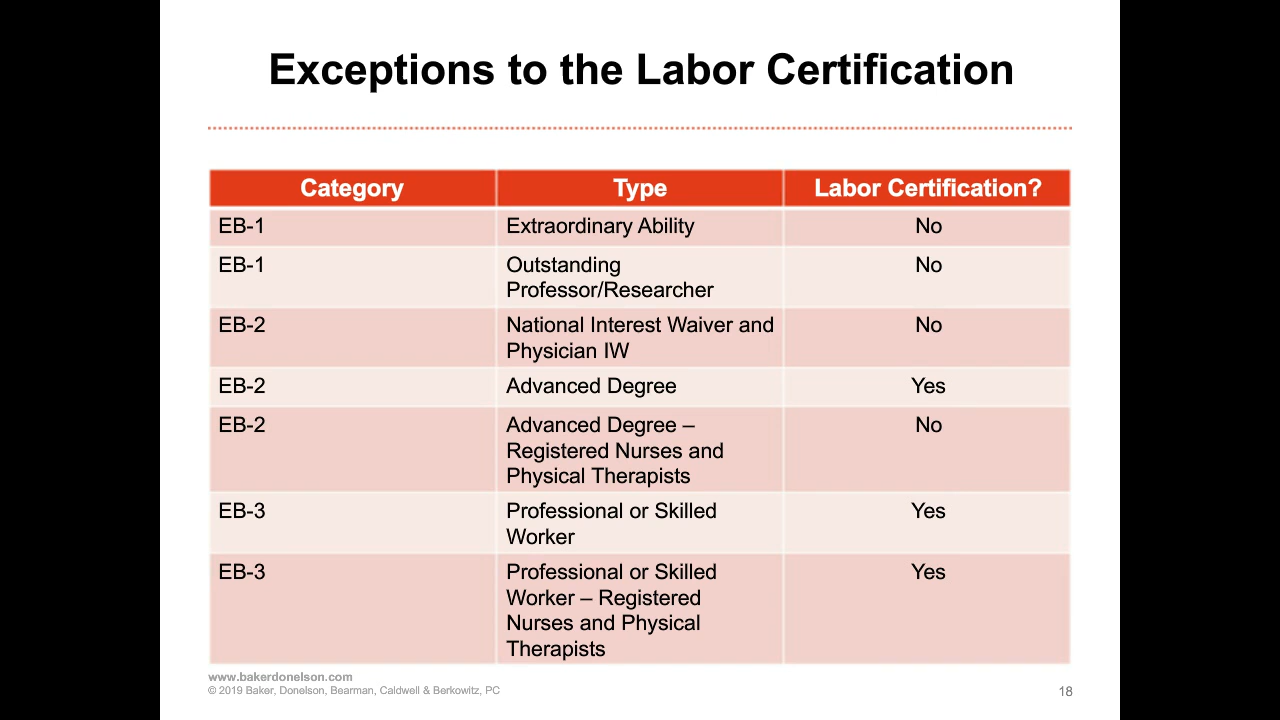 Exceptions to the Labor Certification
Category Type Labor Certification?
EB-1 Extraordinary Ability No
EB-1 Outstanding No
Professor/Researcher
EB-2 National Interest Waiver and No
Physician IW
EB-2 Advanced Degree Yes
EB-2 Advanced Degree – No
Registered Nurses and
Physical Therapists
EB-3 Professional or Skilled Yes
Worker
EB-3 Professional or Skilled Yes
Worker – Registered
Nurses and Physical
Therapists
www.bakerdonelson.com
© 2019 Baker, Donelson, Bearman, Caldwell & Berkowitz, PC 18